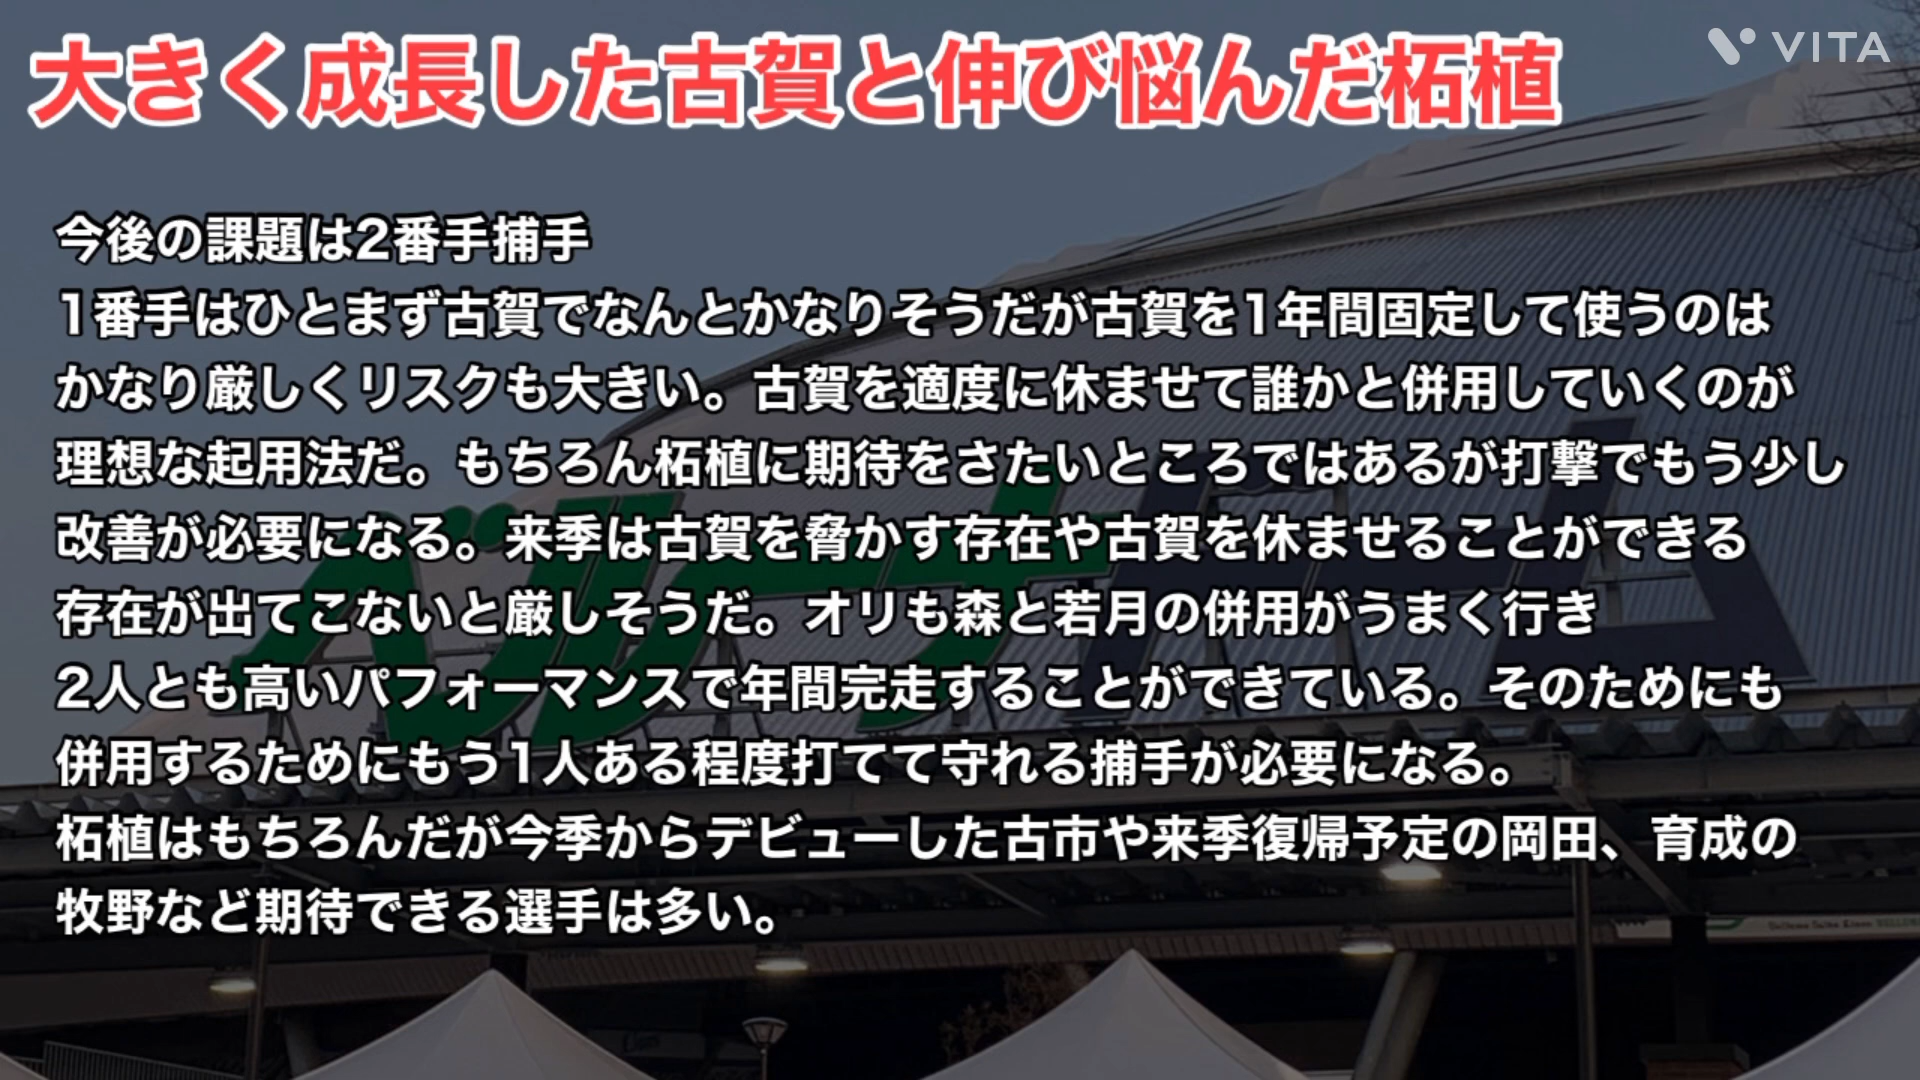 大きく成長した古賀と伸び悩んだ柘植
VITA
今後の課題は2番手捕手
1番手はひとまず古賀でなんとかなりそうだが古賀を1年間固定して使うのは
かなり厳しくリスクも大きい。古賀を適度に休ませて誰かと併用していくのが
理想な起用法だ。もちろん柘植に期待をさたいところではあるが打撃でもう少し
改善が必要になる。来季は古賀を脅かす存在や古賀を休ませることができる
存在が出てこないと厳しそうだ。オリも森と若月の併用がうまく行き
2人とも高いパフォーマンスで年間完走することができている。そのためにも
併用するためにもう1人ある程度打てて守れる捕手が必要になる。
柘植はもちろんだが今季からデビューした古市や来季復帰予定の岡田、育成の
牧野など期待できる選手は多い。
ベルーナ